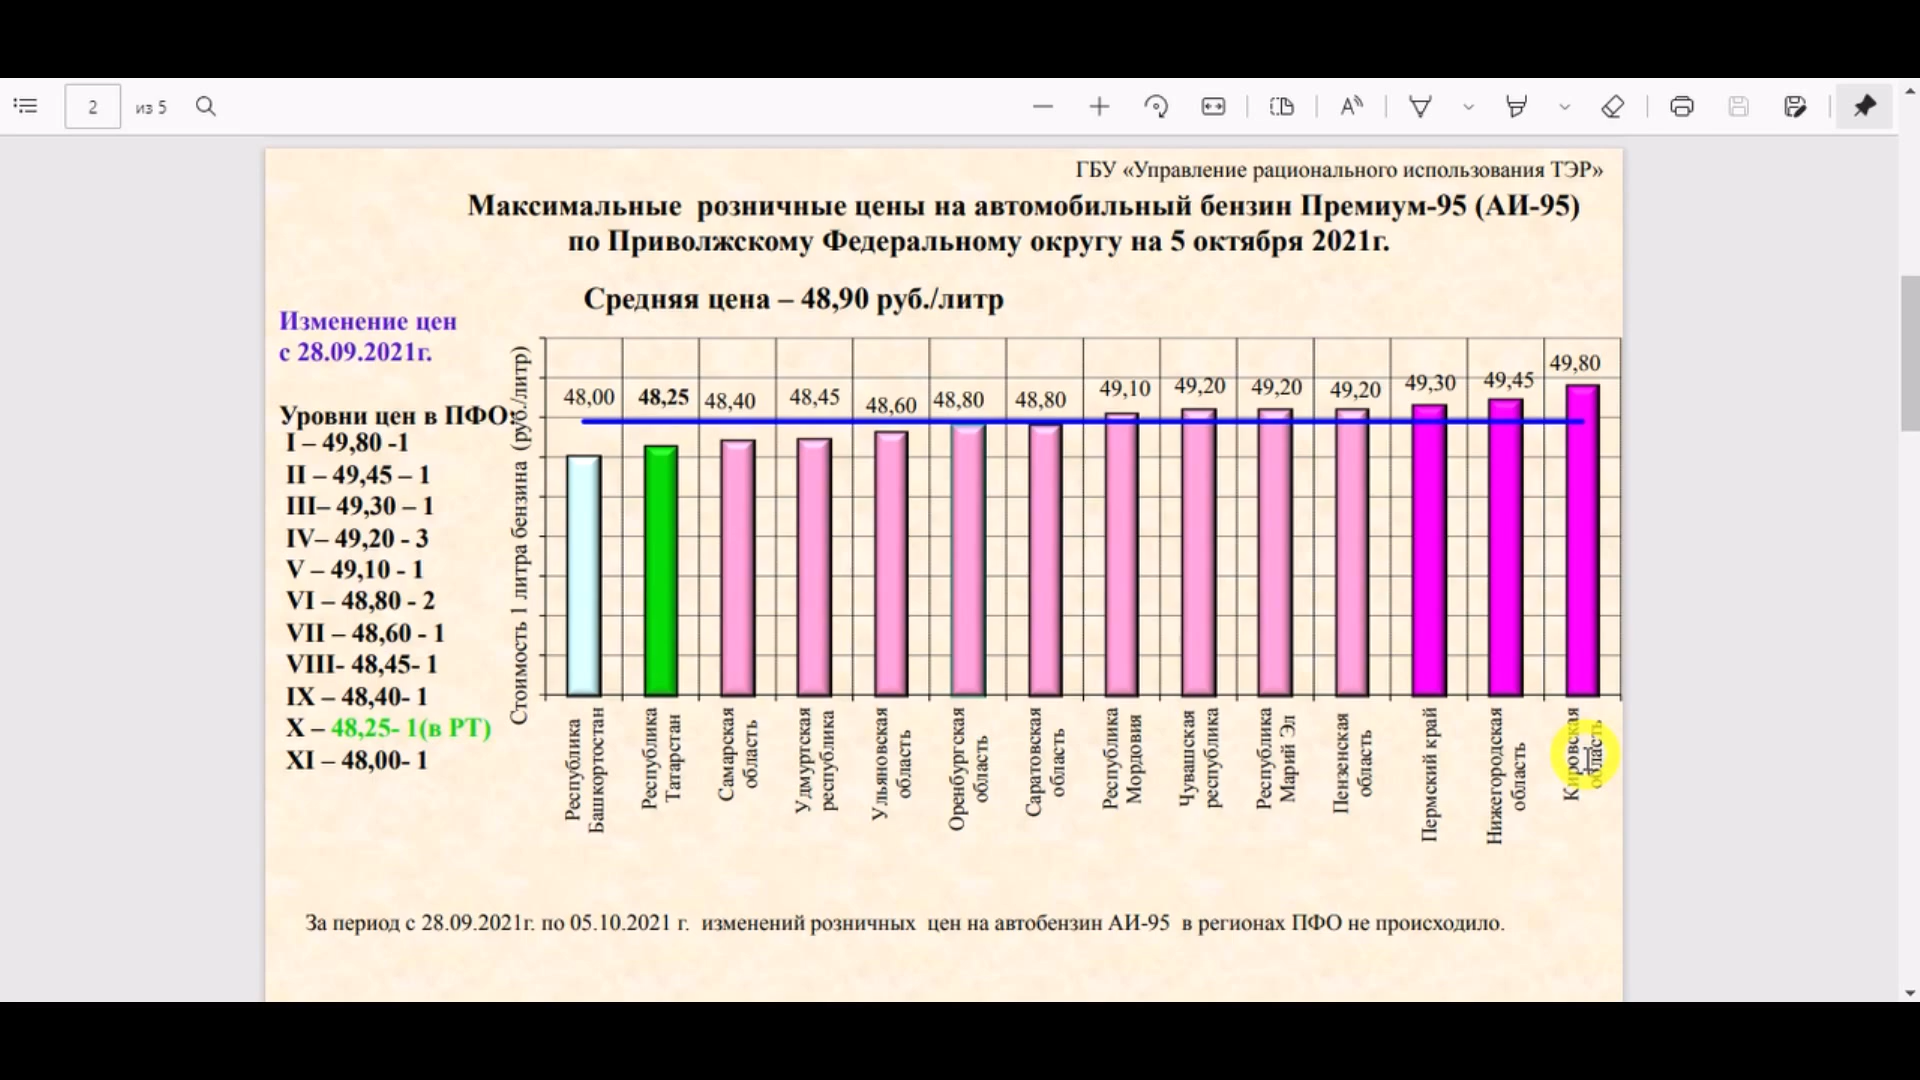 2 из 5
ГБУ «Управление рационального использования ТЭР»
Максимальные розничные цены на автомобильный бензин Премиум-95 (АИ-95)
по Приволжскому Федеральному округу на 5 октября 2021г.
Средняя цена – 48,90 руб./литр
Изменение цен
с 28.09.2021г.
Уровни цен в ПФО:
I – 49,80 -1
II – 49,45 – 1
III– 49,30 – 1
IV– 49,20 - 3
V – 49,10 - 1
VI – 48,80 - 2
VII – 48,60 - 1
VIII- 48,45- 1
IX – 48,40- 1
X – 48,25- 1(в РТ)
XI – 48,00- 1
Стоимость 1 литра бензина (руб./литр)
48,00 48,25 48,40 48,45 48,60 48,80 48,80 49,10 49,20 49,20 49,20 49,30 49,45 49,80
Республика
Башкортостан
Республика
Татарстан
Самарская
область
Удмуртская
республика
Ульяновская
область
Оренбургская
область
Саратовская
область
Республика
Мордовия
Чувашская
республика
Республика
Марий Эл
Пензенская
область
Пермский край
Нижегородская
область
Кировская
область
За период с 28.09.2021г. по 05.10.2021 г. изменений розничных цен на автобензин АИ-95 в регионах ПФО не происходило.